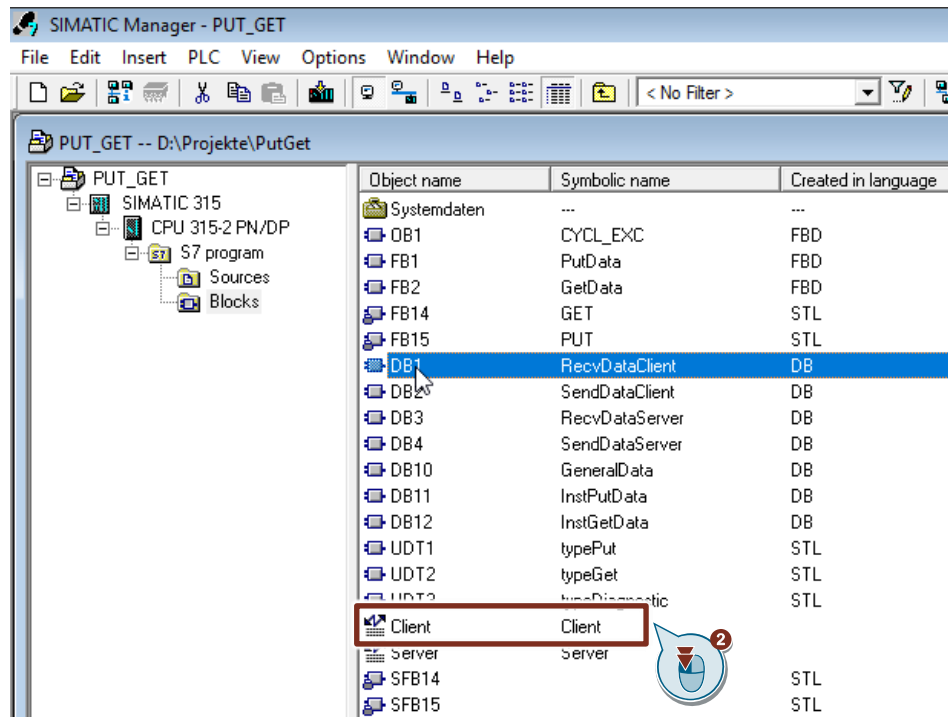 SIMATIC Manager - PUT_GET
File Edit Insert PLC View Options Window Help
< No Filter >
PUT_GET -- D:\Projekte\PutGet
PUT_GET
SIMATIC 315
CPU 315-2 PN/DP
S7 program
Sources
Blocks
Object name Symbolic name Created in language
Systemdaten --- ---
OB1 CYCL_EXC FBD
FB1 PutData FBD
FB2 GetData FBD
FB14 GET STL
FB15 PUT STL
DB1 RecvDataClient DB
DB2 SendDataClient DB
DB3 RecvDataServer DB
DB4 SendDataServer DB
DB10 GeneralData DB
DB11 InstPutData DB
DB12 InstGetData DB
UDT1 typePut STL
UDT2 typeGet STL
UDT3 typeDiagnostic STL
Client Client
2
Server Server
SFB14 STL
SFB15 STL